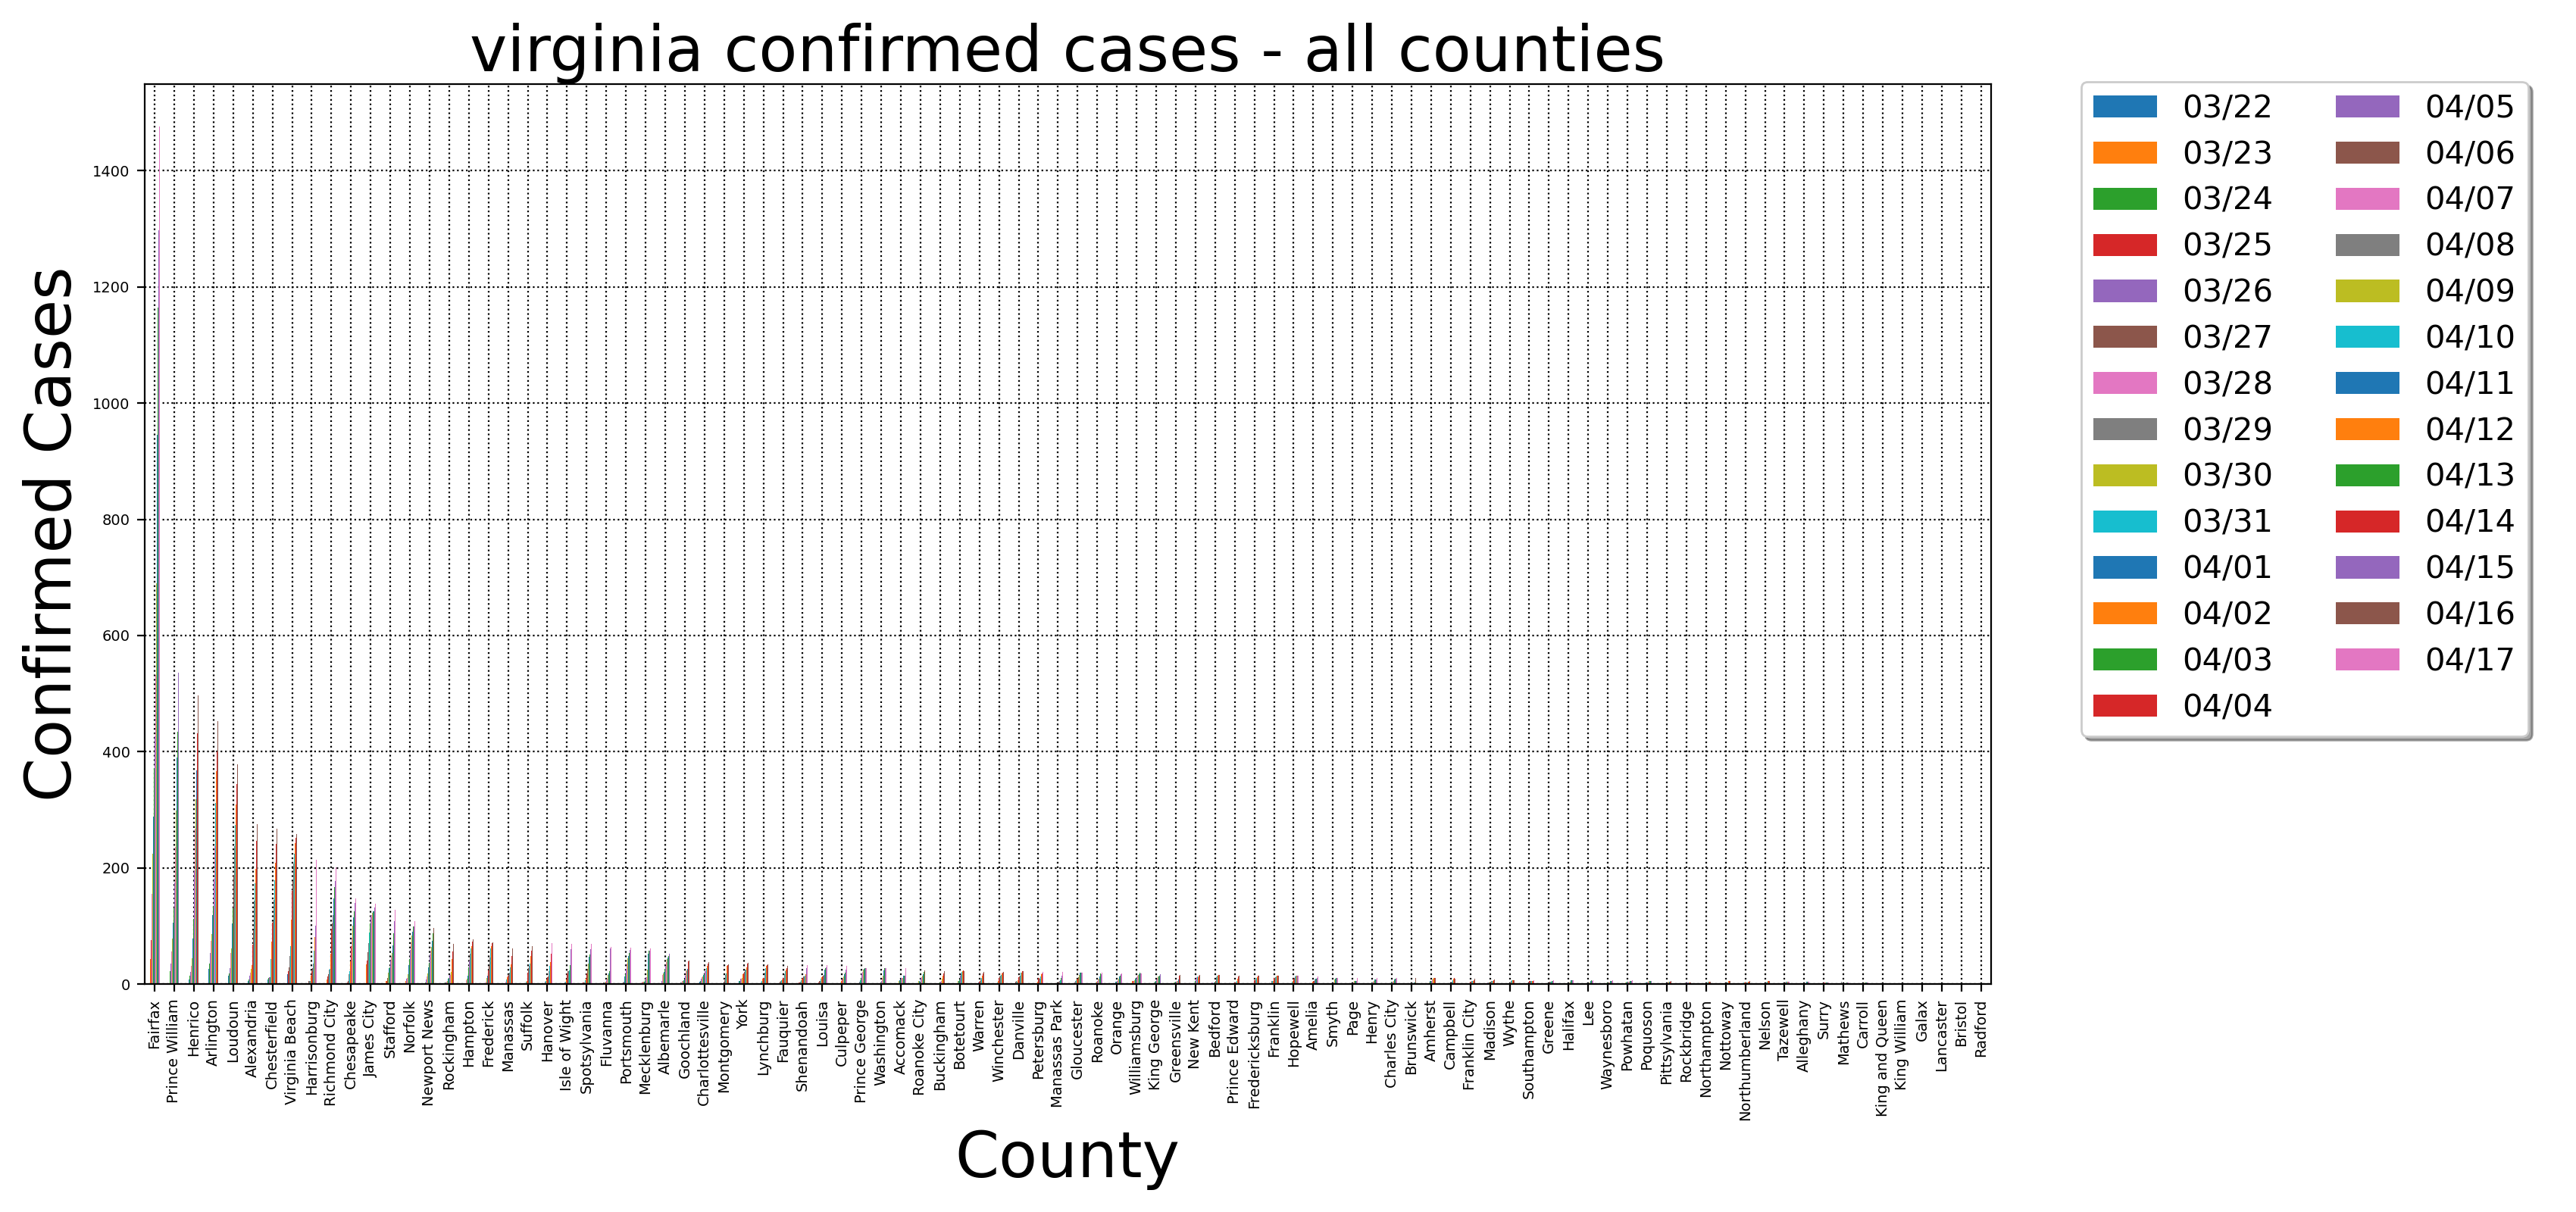 virginia confirmed cases - all counties
Confirmed Cases
1400
1200
1000
800
600
400
200
0
Fairfax
Prince William
Henrico
Arlington
Loudoun
Alexandria
Chesterfield
Virginia Beach
Harrisonburg
Richmond City
Chesapeake
James City
Stafford
Norfolk
Newport News
Rockingham
Hampton
Frederick
Manassas
Suffolk
Hanover
Isle of Wight
Spotsylvania
Fluvanna
Portsmouth
Mecklenburg
Albemarle
Goochland
Charlottesville
Montgomery
York
Lynchburg
Fauquier
Shenandoah
Louisa
Culpeper
Prince George
Washington
Accomack
Roanoke City
Buckingham
Botetourt
Warren
Winchester
Danville
Petersburg
Manassas Park
Gloucester
Roanoke
Orange
Williamsburg
King George
Greensville
New Kent
Bedford
Prince Edward
Fredericksburg
Franklin
Hopewell
Amelia
Smyth
Page
Henry
Charles City
Brunswick
Amherst
Campbell
Franklin City
Madison
Wythe
Southampton
Greene
Halifax
Lee
Waynesboro
Powhatan
Poquoson
Pittsylvania
Rockbridge
Northampton
Nottoway
Northumberland
Nelson
Tazewell
Alleghany
Surry
Mathews
Carroll
King and Queen
King William
Galax
Lancaster
Bristol
Radford
County
03/22
03/23
03/24
03/25
03/26
03/27
03/28
03/29
03/30
03/31
04/01
04/02
04/03
04/04
04/05
04/06
04/07
04/08
04/09
04/10
04/11
04/12
04/13
04/14
04/15
04/16
04/17